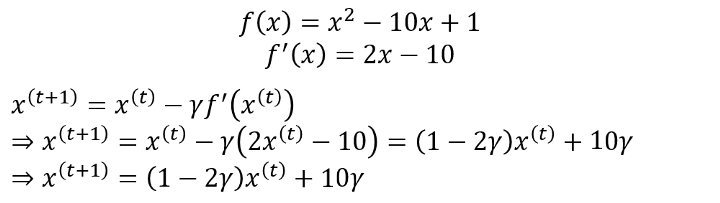 f(x) = x² − 10x + 1
f′(x) = 2x − 10
x⁽ᵗ⁺¹⁾ = x⁽ᵗ⁾ − γf′(x⁽ᵗ⁾)
⇒ x⁽ᵗ⁺¹⁾ = x⁽ᵗ⁾ − γ(2x⁽ᵗ⁾ − 10) = (1 − 2γ)x⁽ᵗ⁾ + 10γ
⇒ x⁽ᵗ⁺¹⁾ = (1 − 2γ)x⁽ᵗ⁾ + 10γ